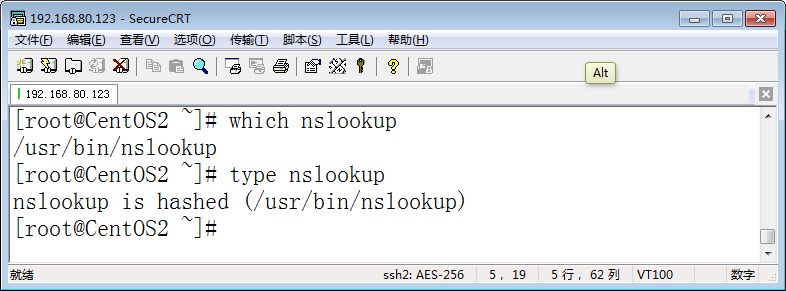 192.168.80.123 - SecureCRT
文件(F) 编辑(E) 查看(V) 选项(O) 传输(T) 脚本(S) 工具(L) 帮助(H)
Alt
192.168.80.123
[root@CentOS2 ~]# which nslookup
/usr/bin/nslookup
[root@CentOS2 ~]# type nslookup
nslookup is hashed (/usr/bin/nslookup)
[root@CentOS2 ~]#
就绪 ssh2: AES-256 5, 19 5 行, 62 列 VT100 数字